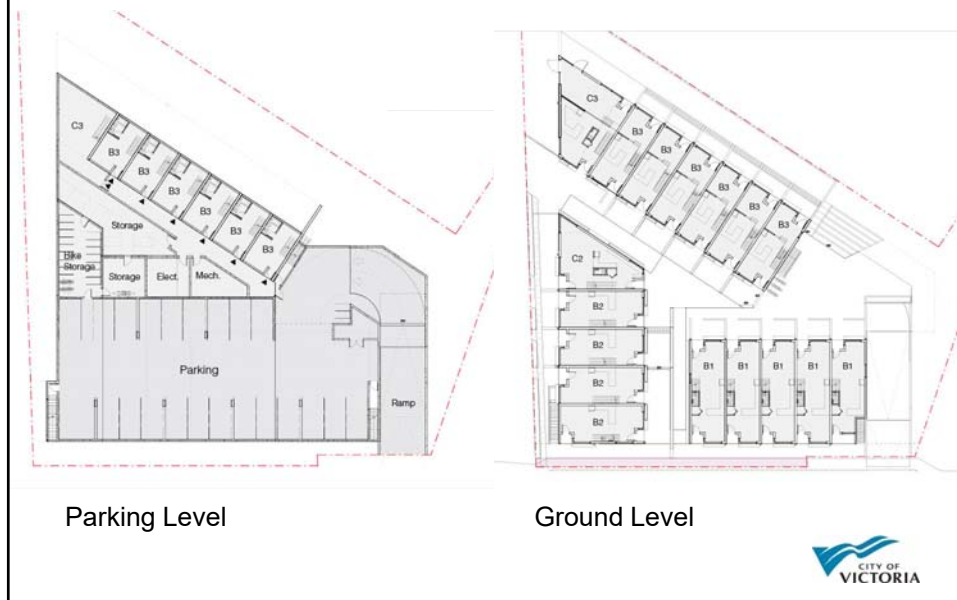 C3
B3
B3
B3
B3
B3
B3
Storage
Bike
Storage
Storage
Elect.
Mech.
Parking
Ramp
Parking Level
C3
B3
B3
B3
B3
B3
B3
C2
B2
B2
B2
B2
B1
B1
B1
B1
B1
Ground Level
CITY OF
VICTORIA